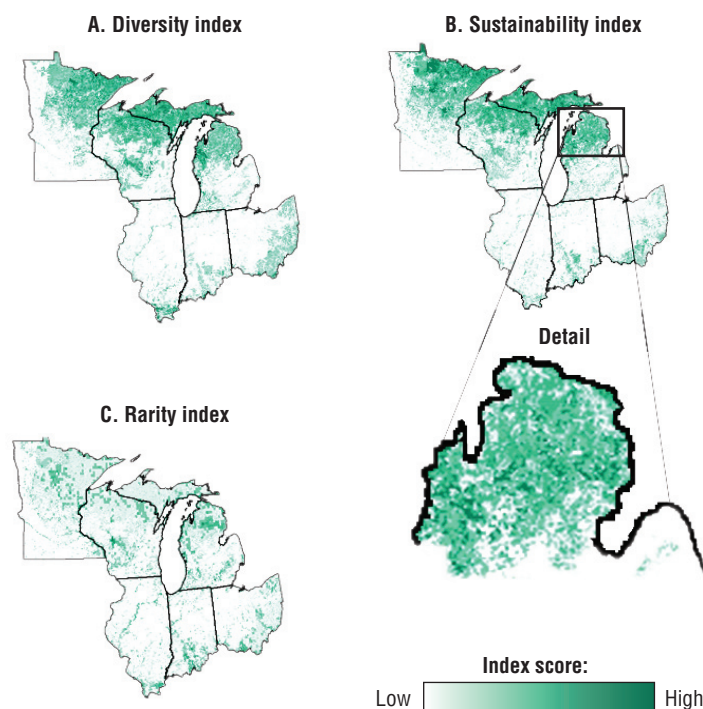 A. Diversity index
B. Sustainability index
Detail
C. Rarity index
Index score:
Low
High